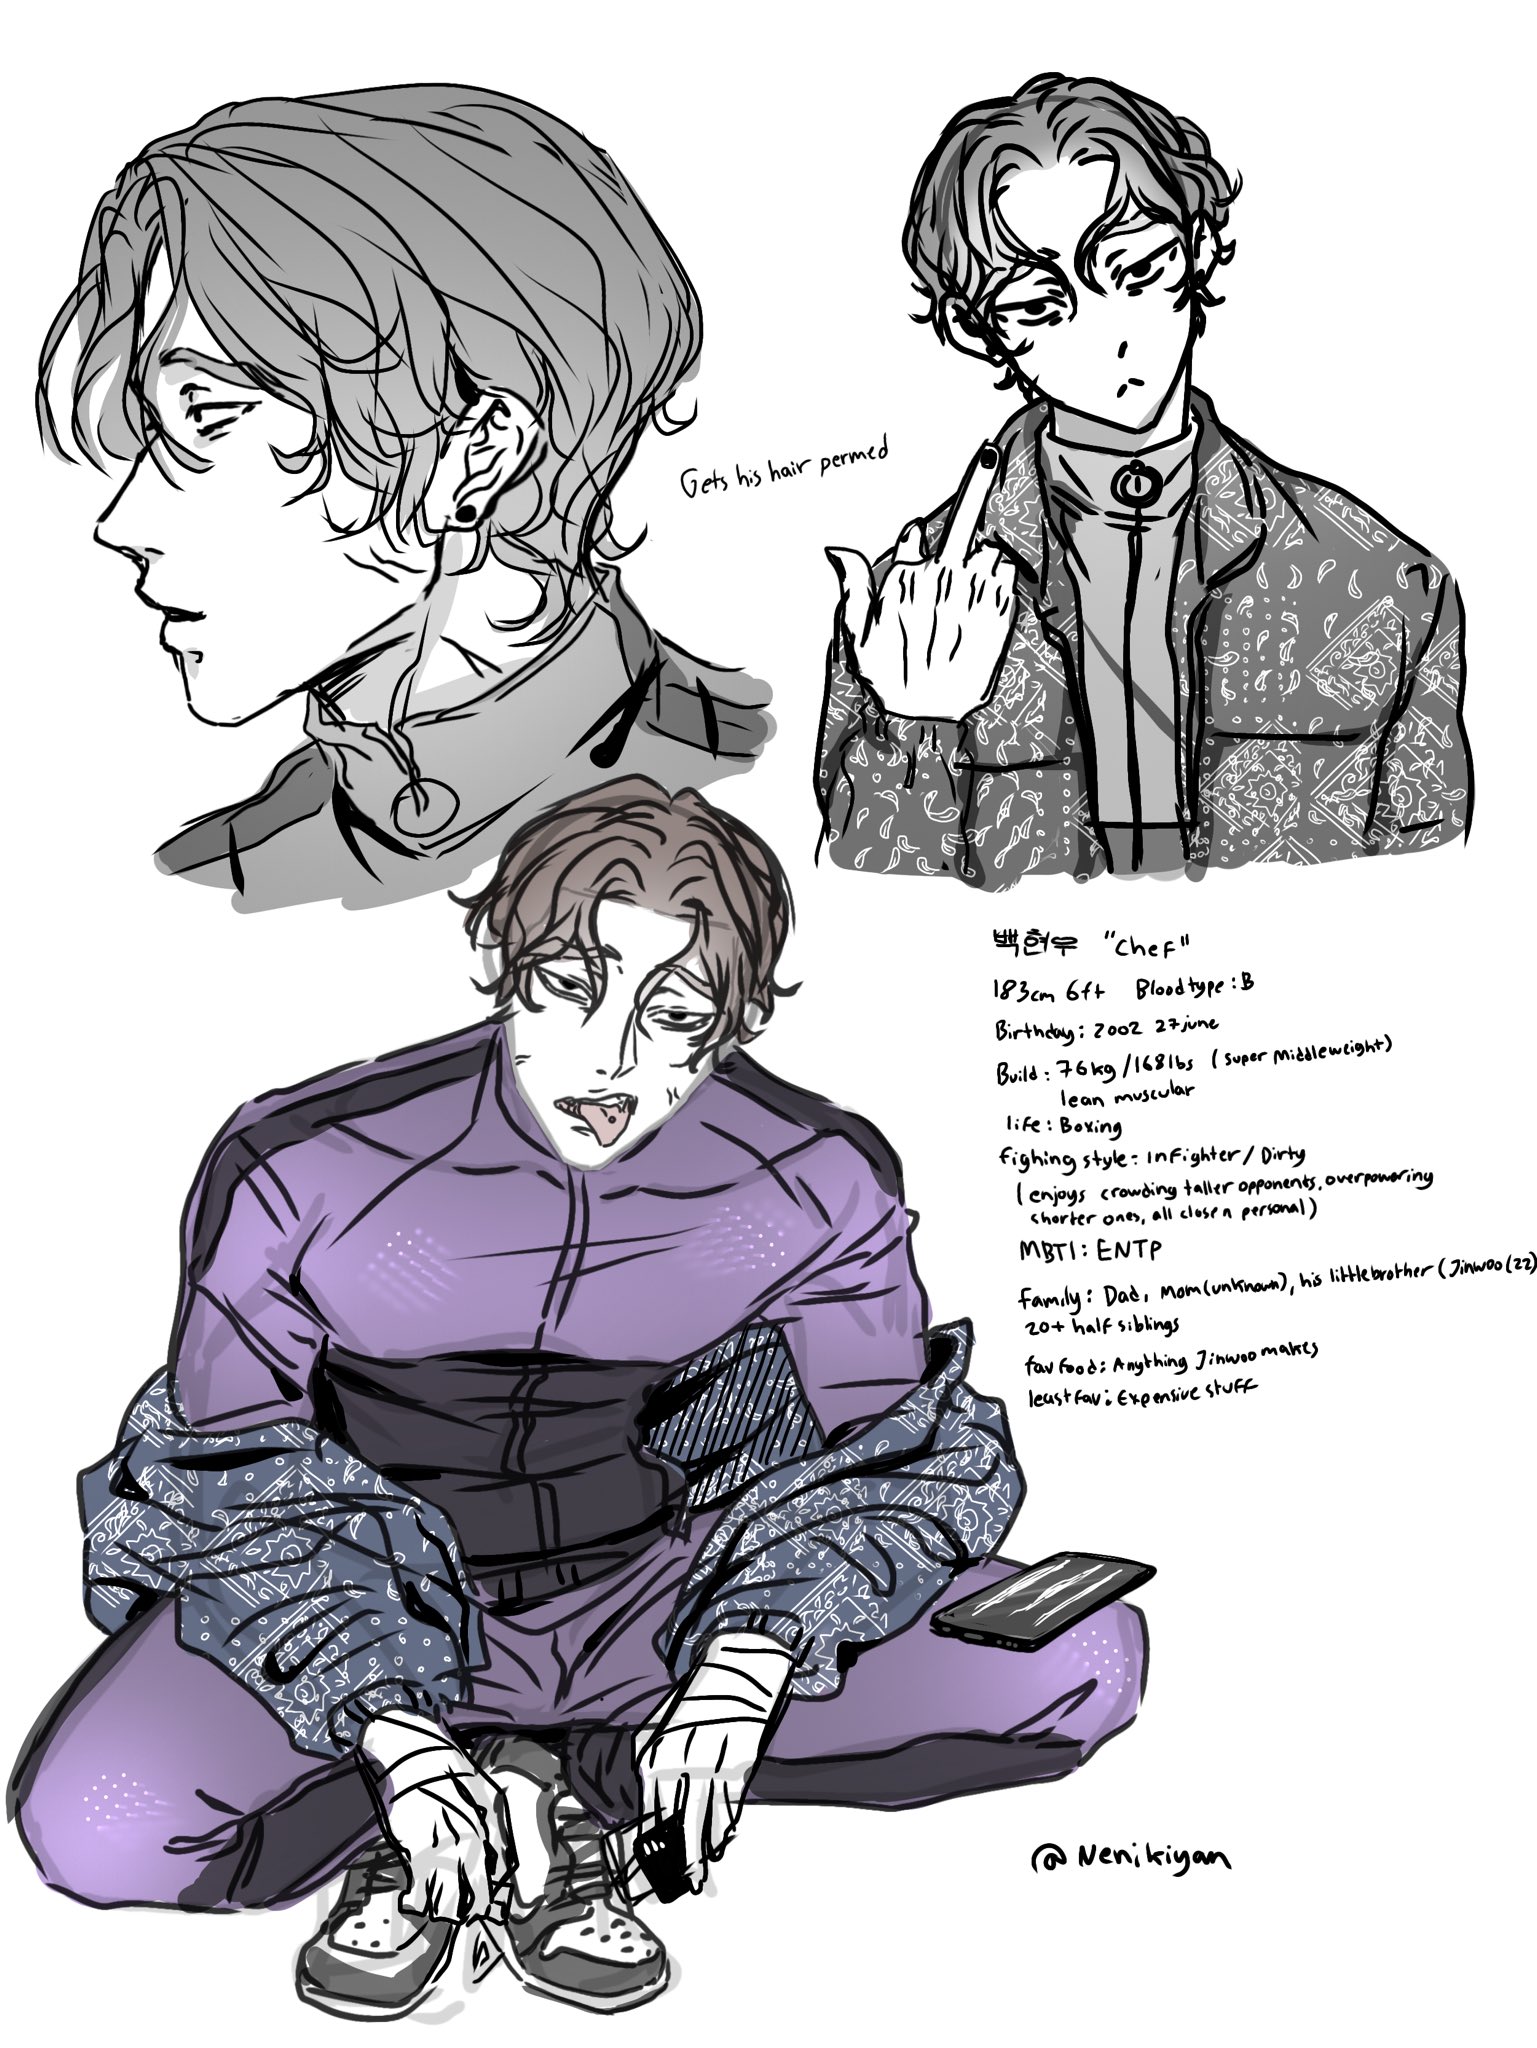 Gets his hair permed
백현우 "Chef"
183cm 6ft Bloodtype: B
Birthday: 2002 27 june
Build: 76kg/168lbs (super middleweight)
lean muscular
life: Boxing
fighing style: Infighter/Dirty
(enjoys crowding taller opponents, overpowering
shorter ones, all close n personal)
MBTI: ENTP
family: Dad, Mom(unknown), his littlebrother (Jinwoo(22)
20+ half siblings
fav food: Anything Jinwoo makes
least fav: Expensive stuff
@Nenikiyan